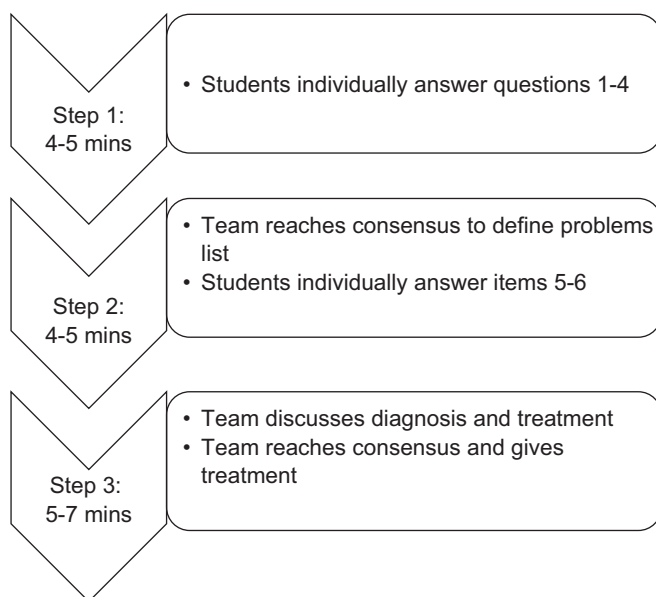 Step 1:
4-5 mins
• Students individually answer questions 1-4
Step 2:
4-5 mins
• Team reaches consensus to define problems
list
• Students individually answer items 5-6
Step 3:
5-7 mins
• Team discusses diagnosis and treatment
• Team reaches consensus and gives
treatment